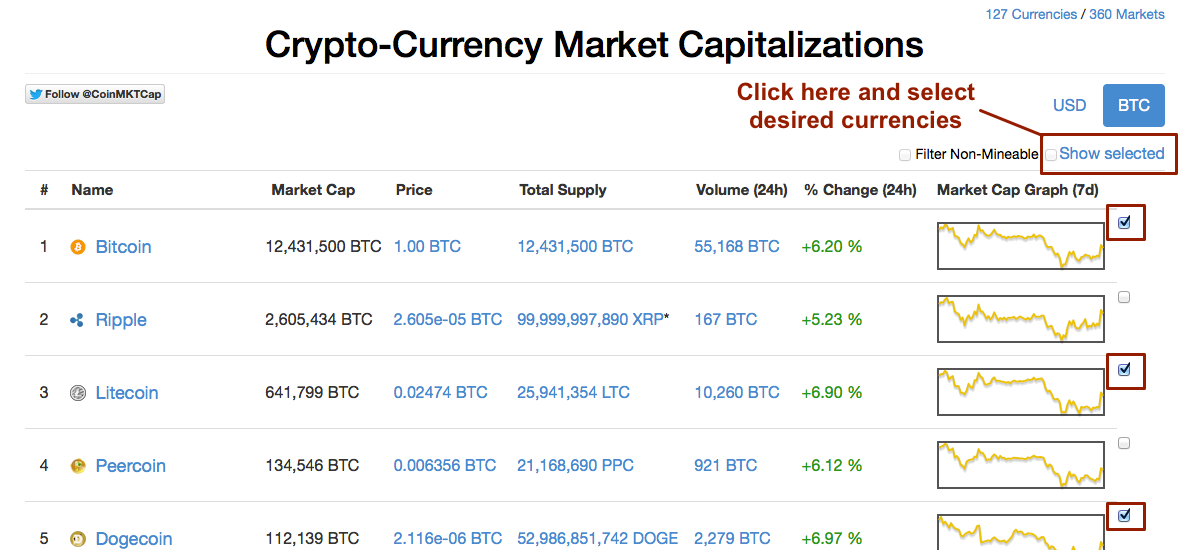 127 Currencies / 360 Markets
Crypto-Currency Market Capitalizations
Follow @CoinMKTCap
Click here and select
desired currencies
USD BTC
Filter Non-Mineable Show selected
# Name Market Cap Price Total Supply Volume (24h) % Change (24h) Market Cap Graph (7d)
1 Bitcoin 12,431,500 BTC 1.00 BTC 12,431,500 BTC 55,168 BTC +6.20 %
2 Ripple 2,605,434 BTC 2.605e-05 BTC 99,999,997,890 XRP* 167 BTC +5.23 %
3 Litecoin 641,799 BTC 0.02474 BTC 25,941,354 LTC 10,260 BTC +6.90 %
4 Peercoin 134,546 BTC 0.006356 BTC 21,168,690 PPC 921 BTC +6.12 %
5 Dogecoin 112,139 BTC 2.116e-06 BTC 52,986,851,742 DOGE 2,279 BTC +6.97 %